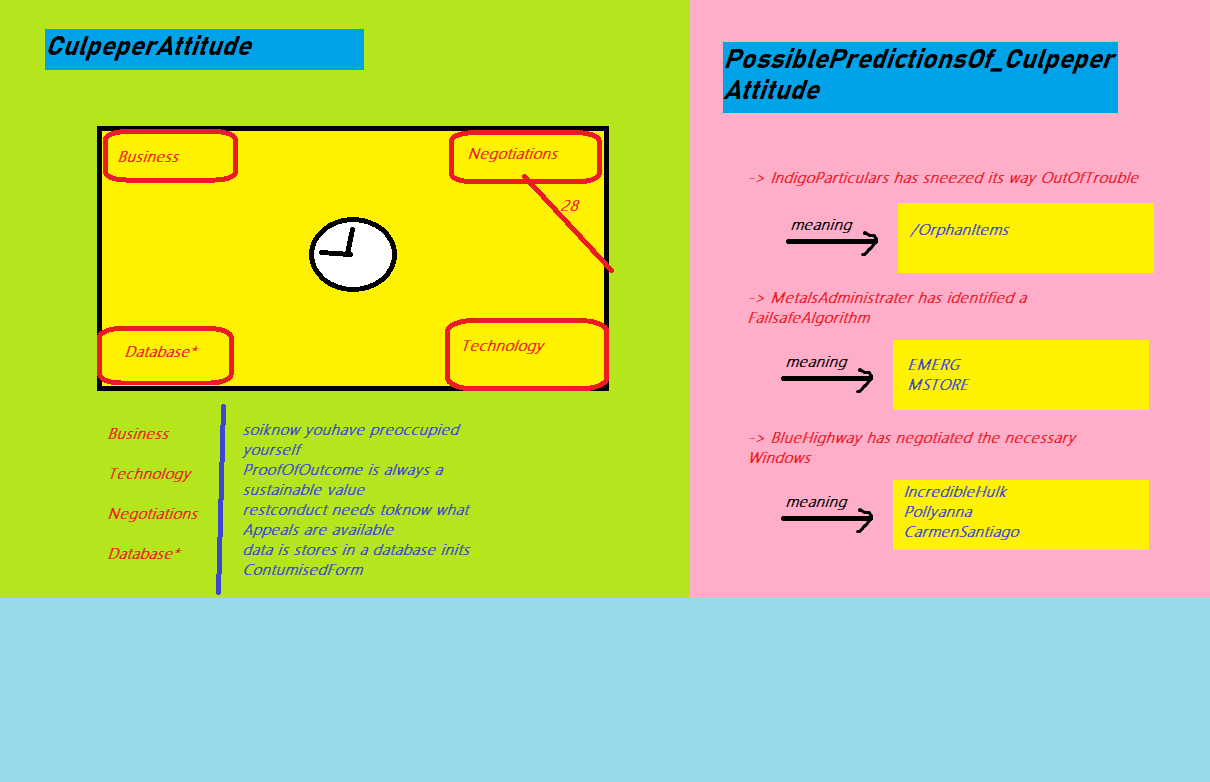 CulpeperAttitude
Business
Negotiations
28
Database*
Technology
Business
soiknow youhave preoccupied
yourself
Technology
ProofOfOutcome is always a
sustainable value
Negotiations
restconduct needs toknow what
Appeals are available
Database*
data is stores in a database inits
ContumisedForm
PossiblePredictionsOf_Culpeper
Attitude
-> IndigoParticulars has sneezed its way OutOfTrouble
meaning
/OrphanItems
-> MetalsAdministrater has identified a
FailsafeAlgorithm
meaning
EMERG
MSTORE
-> BlueHighway has negotiated the necessary
Windows
meaning
IncredibleHulk
Pollyanna
CarmenSantiago